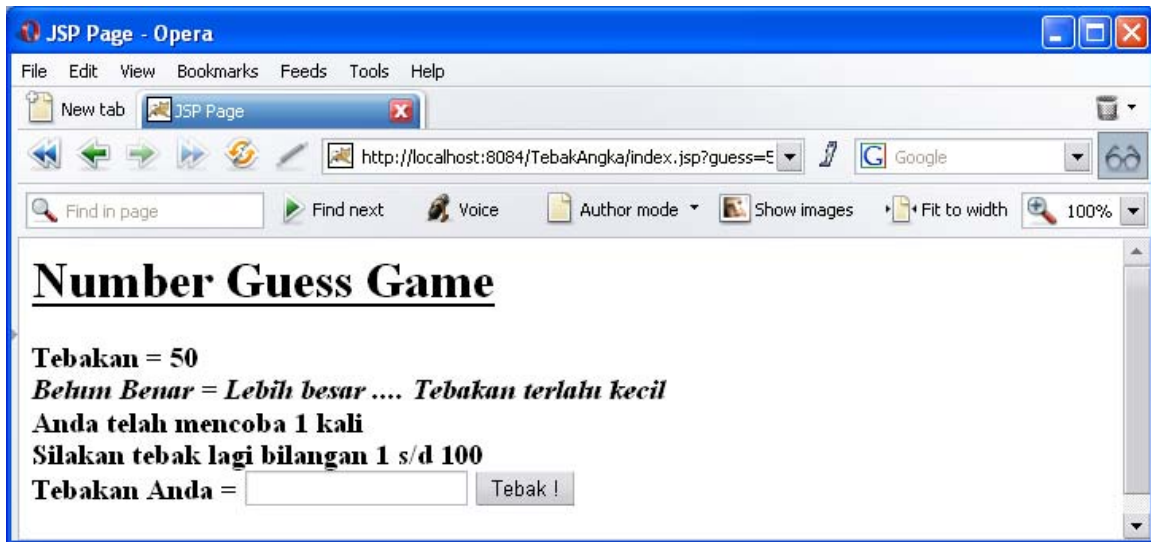 JSP Page - Opera
File Edit View Bookmarks Feeds Tools Help
New tab JSP Page
http://localhost:8084/TebakAngka/index.jsp?guess=5 Google
Find in page Find next Voice Author mode Show images Fit to width 100%
Number Guess Game
Tebakan = 50
Belum Benar = Lebih besar .... Tebakan terlalu kecil
Anda telah mencoba 1 kali
Silakan tebak lagi bilangan 1 s/d 100
Tebakan Anda = Tebak !